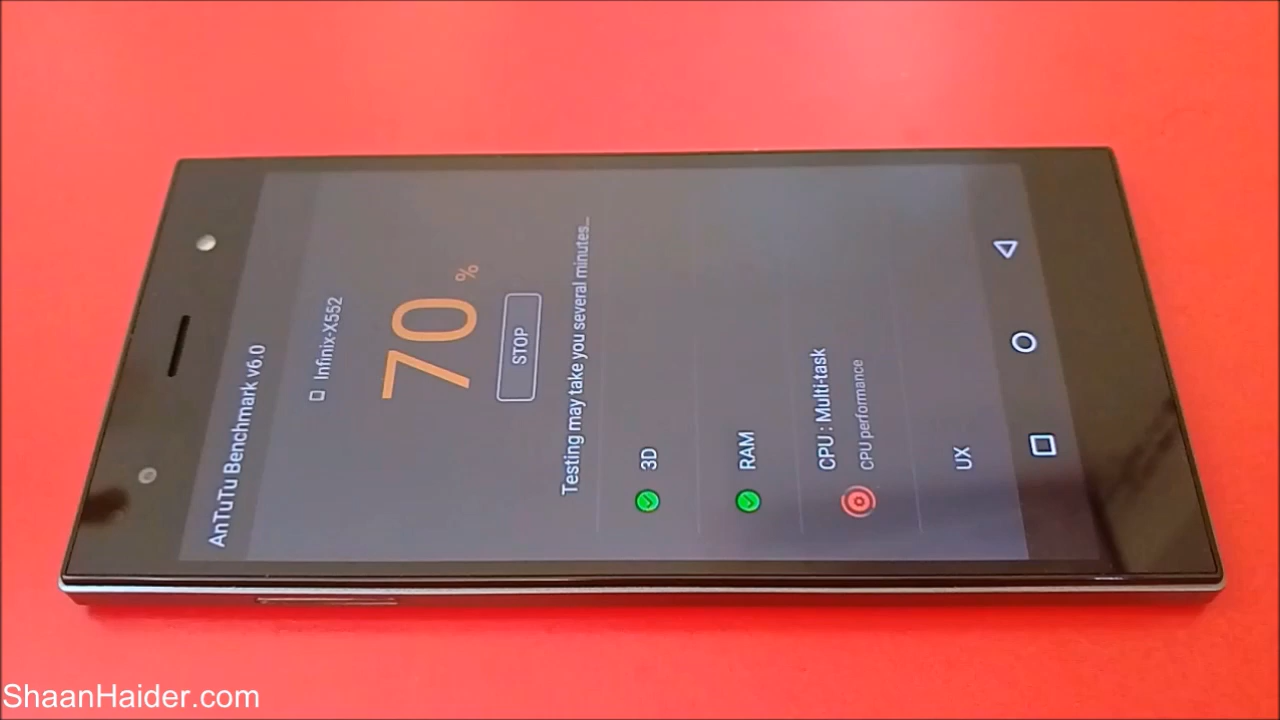 AnTuTu Benchmark v6.0
Infinix-X552
70 %
STOP
Testing may take you several minutes...
3D
RAM
CPU : Multi-task
CPU performance
UX
ShaanHaider.com